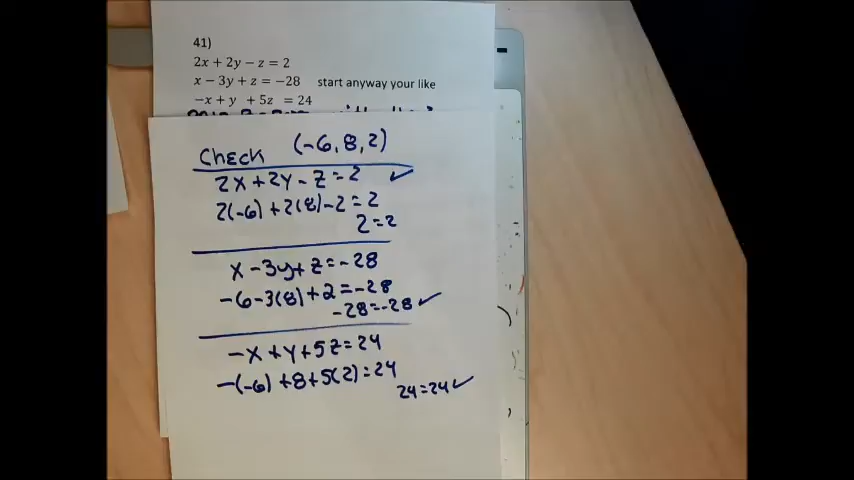 41)
2x + 2y − z = 2
x − 3y + z = −28 start anyway your like
−x + y + 5z = 24
Check (-6, 8, 2)
2x + 2y - z = 2 ✓
2(-6) + 2(8) - 2 = 2
2 = 2
x - 3y + z = -28
-6 - 3(8) + 2 = -28
-28 = -28 ✓
-x + y + 5z = 24
-(-6) + 8 + 5(2) = 24
24 = 24 ✓